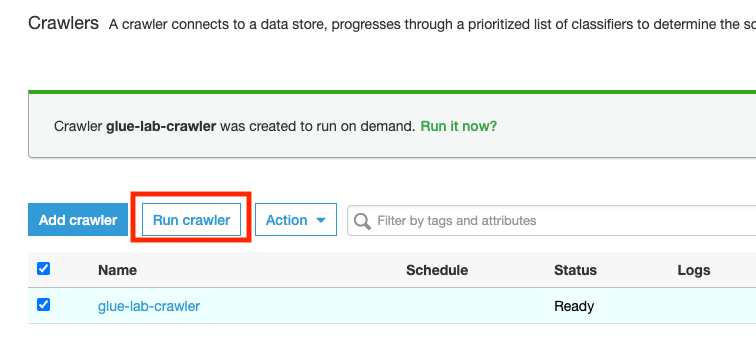 Crawlers A crawler connects to a data store, progresses through a prioritized list of classifiers to determine the
Crawler glue-lab-crawler was created to run on demand. Run it now?
Add crawler Run crawler Action Filter by tags and attributes
Name Schedule Status Logs
glue-lab-crawler Ready